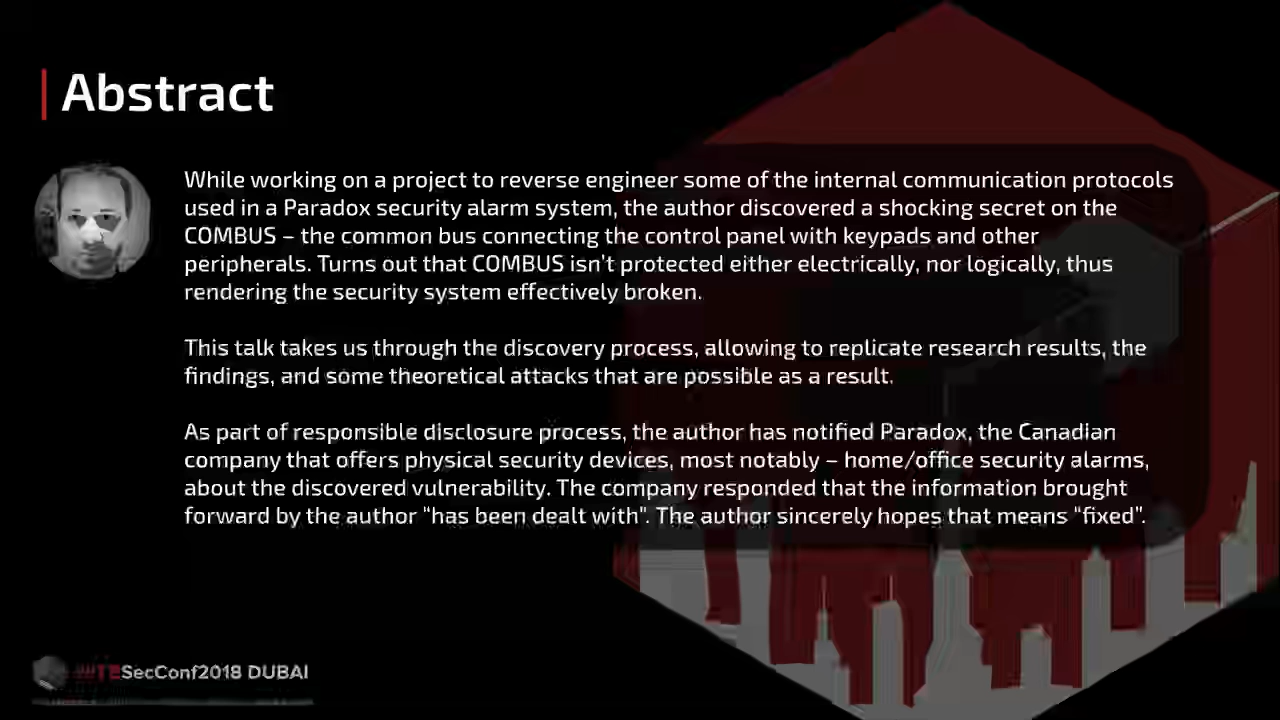 Abstract
While working on a project to reverse engineer some of the internal communication protocols
used in a Paradox security alarm system, the author discovered a shocking secret on the
COMBUS – the common bus connecting the control panel with keypads and other
peripherals. Turns out that COMBUS isn't protected either electrically, nor logically, thus
rendering the security system effectively broken.
This talk takes us through the discovery process, allowing to replicate research results, the
findings, and some theoretical attacks that are possible as a result.
As part of responsible disclosure process, the author has notified Paradox, the Canadian
company that offers physical security devices, most notably – home/office security alarms,
about the discovered vulnerability. The company responded that the information brought
forward by the author “has been dealt with”. The author sincerely hopes that means “fixed”.
SecConf2018 DUBAI